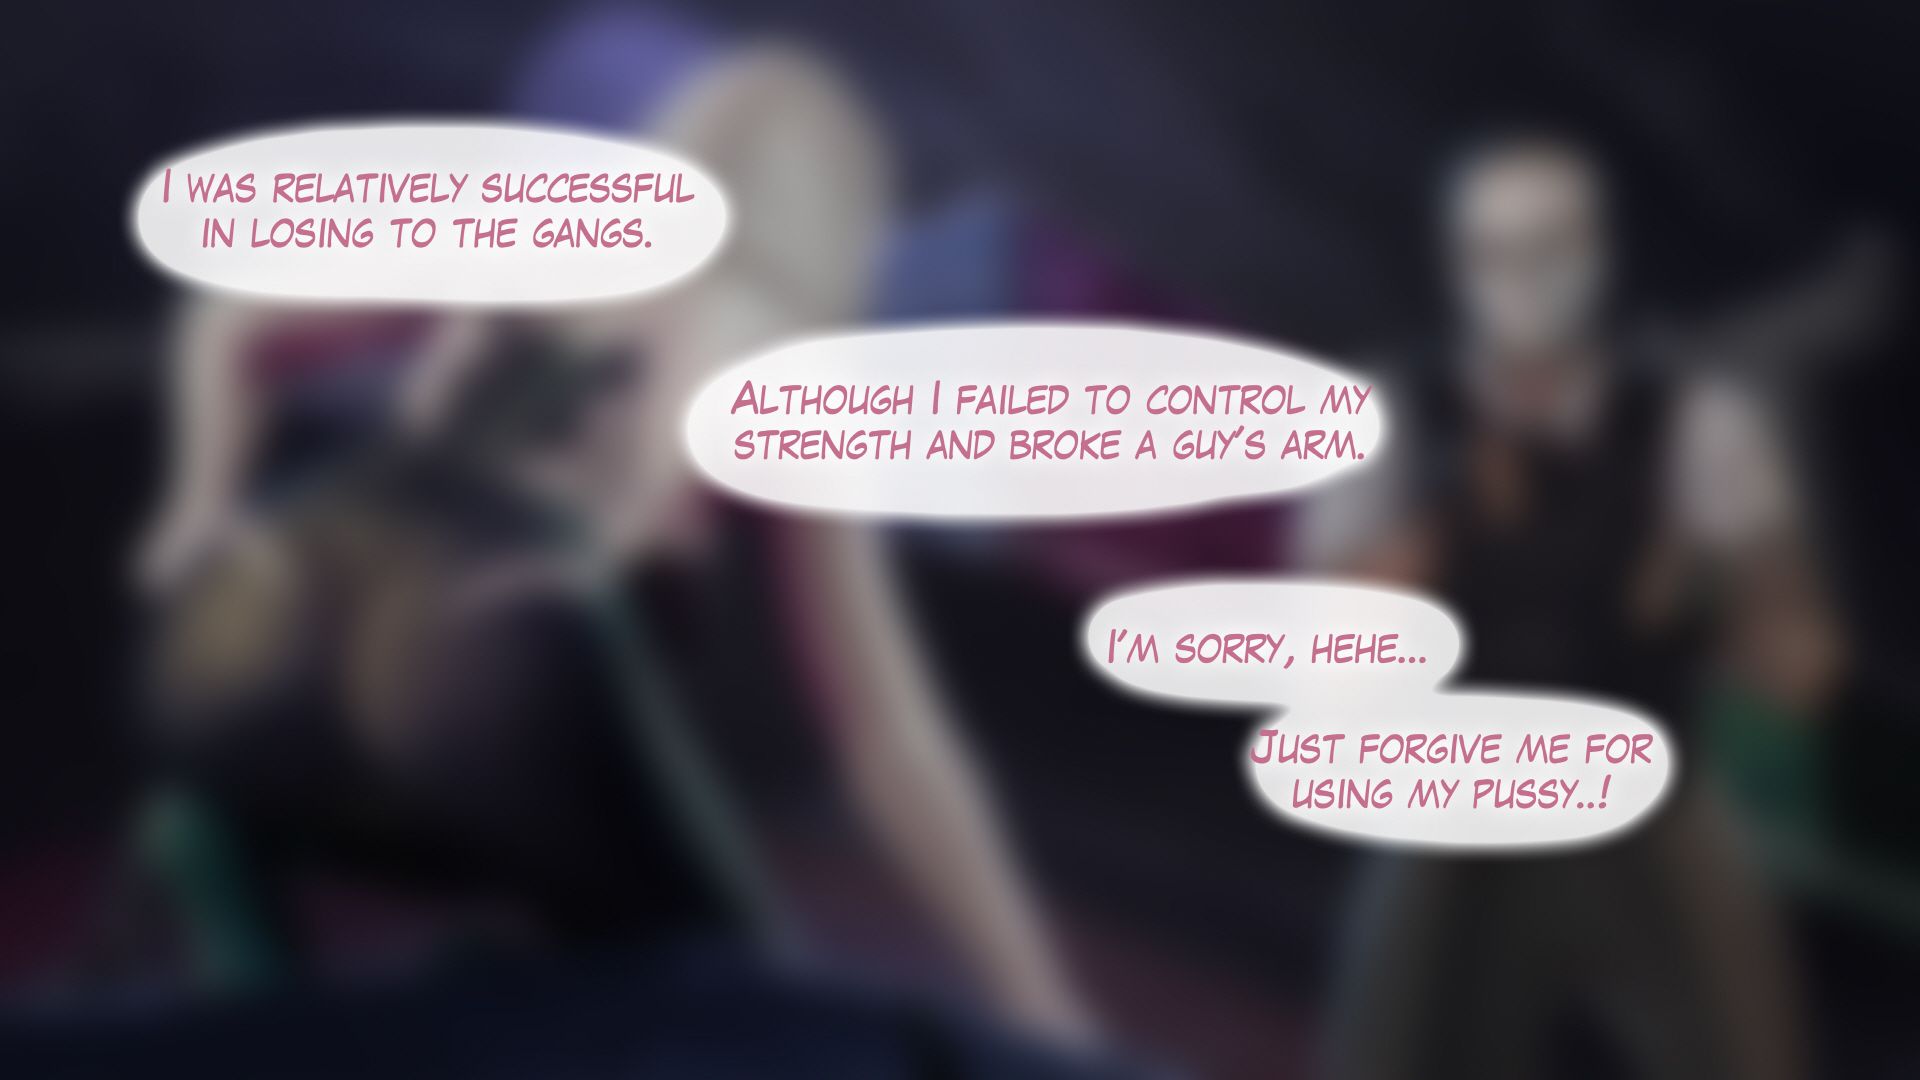 I was relatively successful
in losing to the gangs.
Although I failed to control my
strength and broke a guy's arm.
I'm sorry, hehe...
Just forgive me for
using my pussy..!